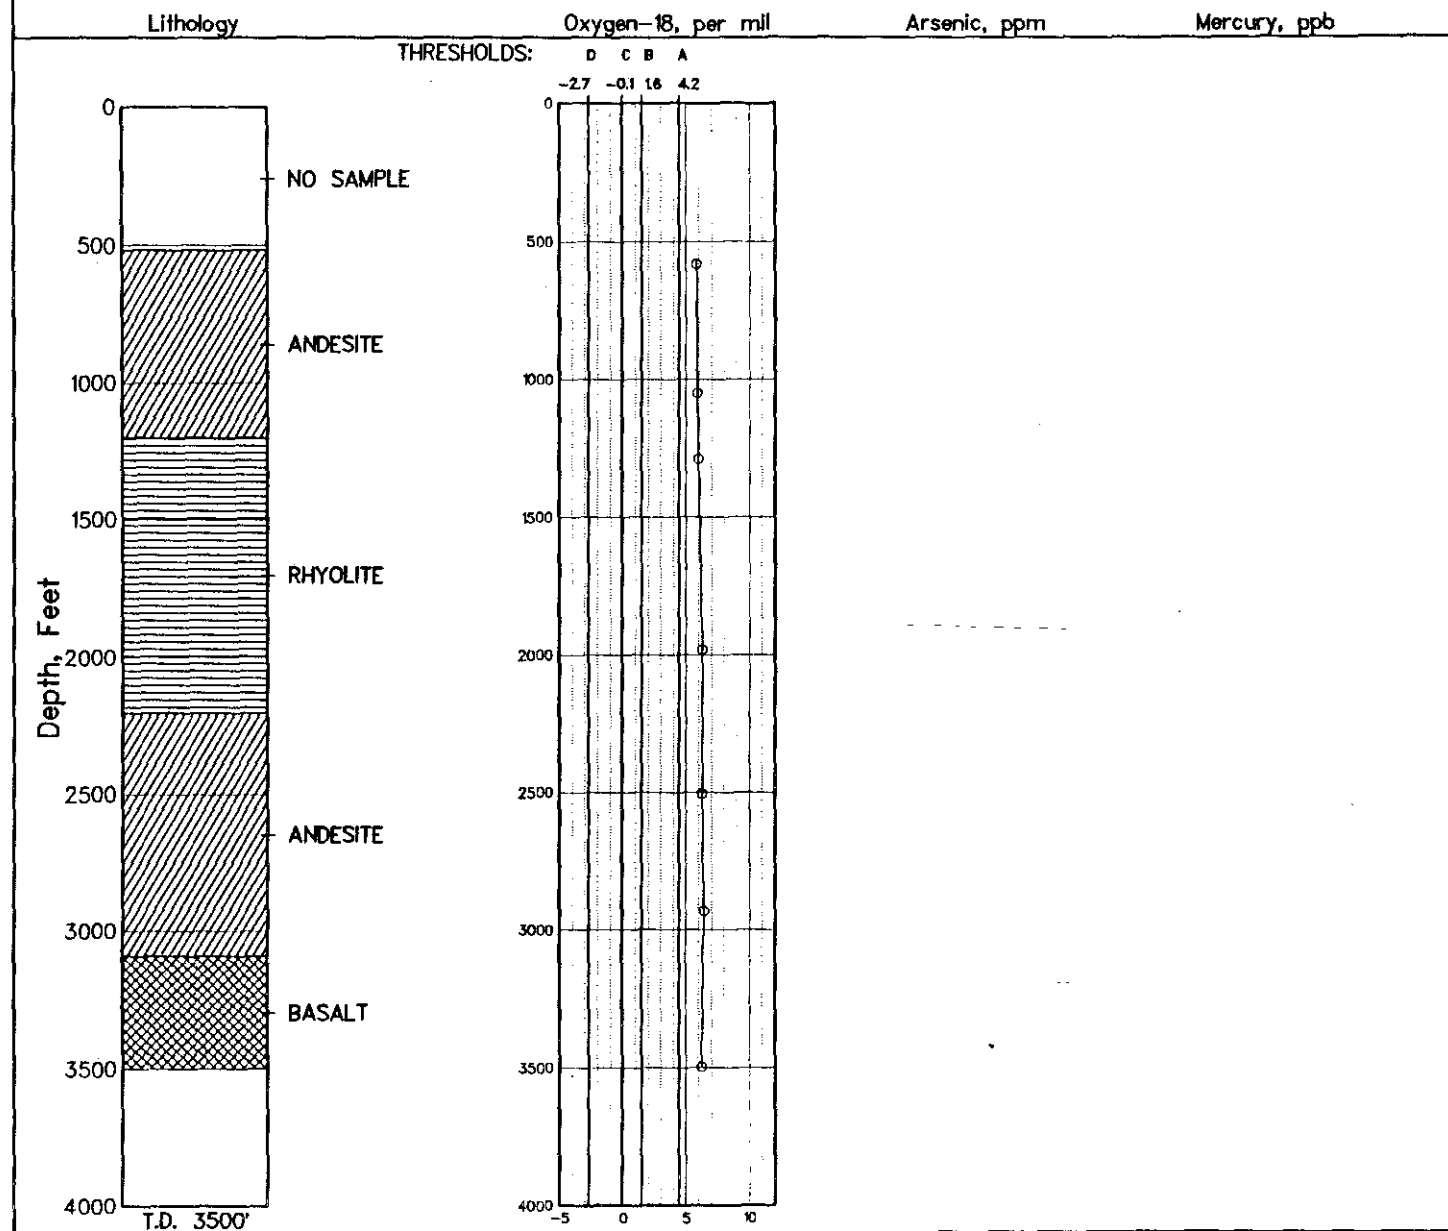 Lithology Oxygen-18, per mil Arsenic, ppm Mercury, ppb
THRESHOLDS: D C B A
-2.7 -0.1 1.6 4.2
0 0
NO SAMPLE
500 500
ANDESITE
1000 1000
1500 1500
RHYOLITE
Depth, Feet
2000 2000
2500 2500
ANDESITE
3000 3000
BASALT
3500 3500
4000 4000
T.D. 3500' -5 0 5 10